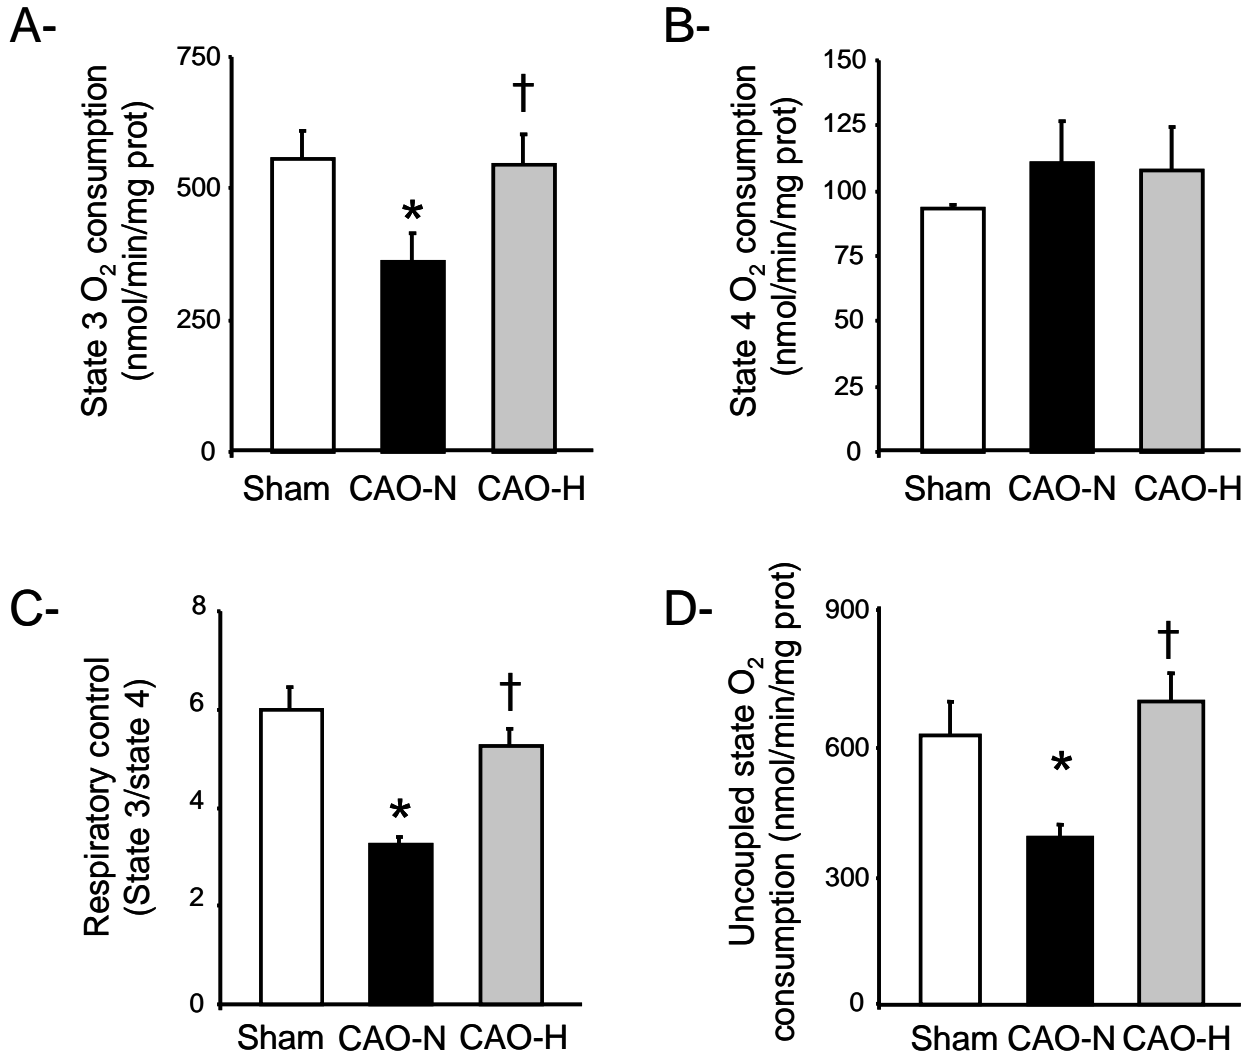 A-
State 3 O2 consumption
(nmol/min/mg prot)
750
500
250
0
†
*
Sham CAO-N CAO-H
B-
State 4 O2 consumption
(nmol/min/mg prot)
150
125
100
75
50
25
0
Sham CAO-N CAO-H
C-
Respiratory control
(State 3/state 4)
8
6
4
2
0
†
*
Sham CAO-N CAO-H
D-
Uncoupled state O2
consumption (nmol/min/mg prot)
900
600
300
0
†
*
Sham CAO-N CAO-H